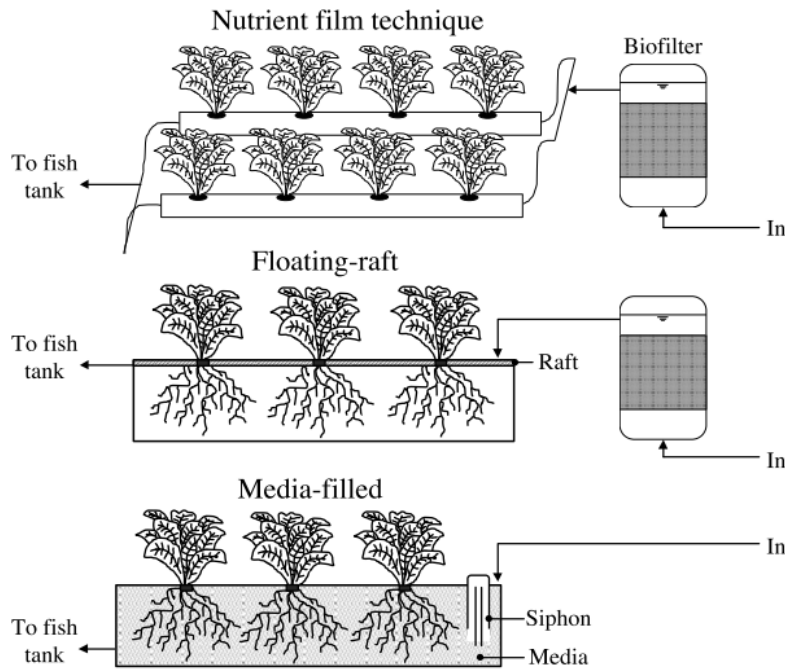 Nutrient film technique
Biofilter
To fish
tank
In
Floating-raft
To fish
tank
Raft
In
Media-filled
In
Siphon
To fish
tank
Media